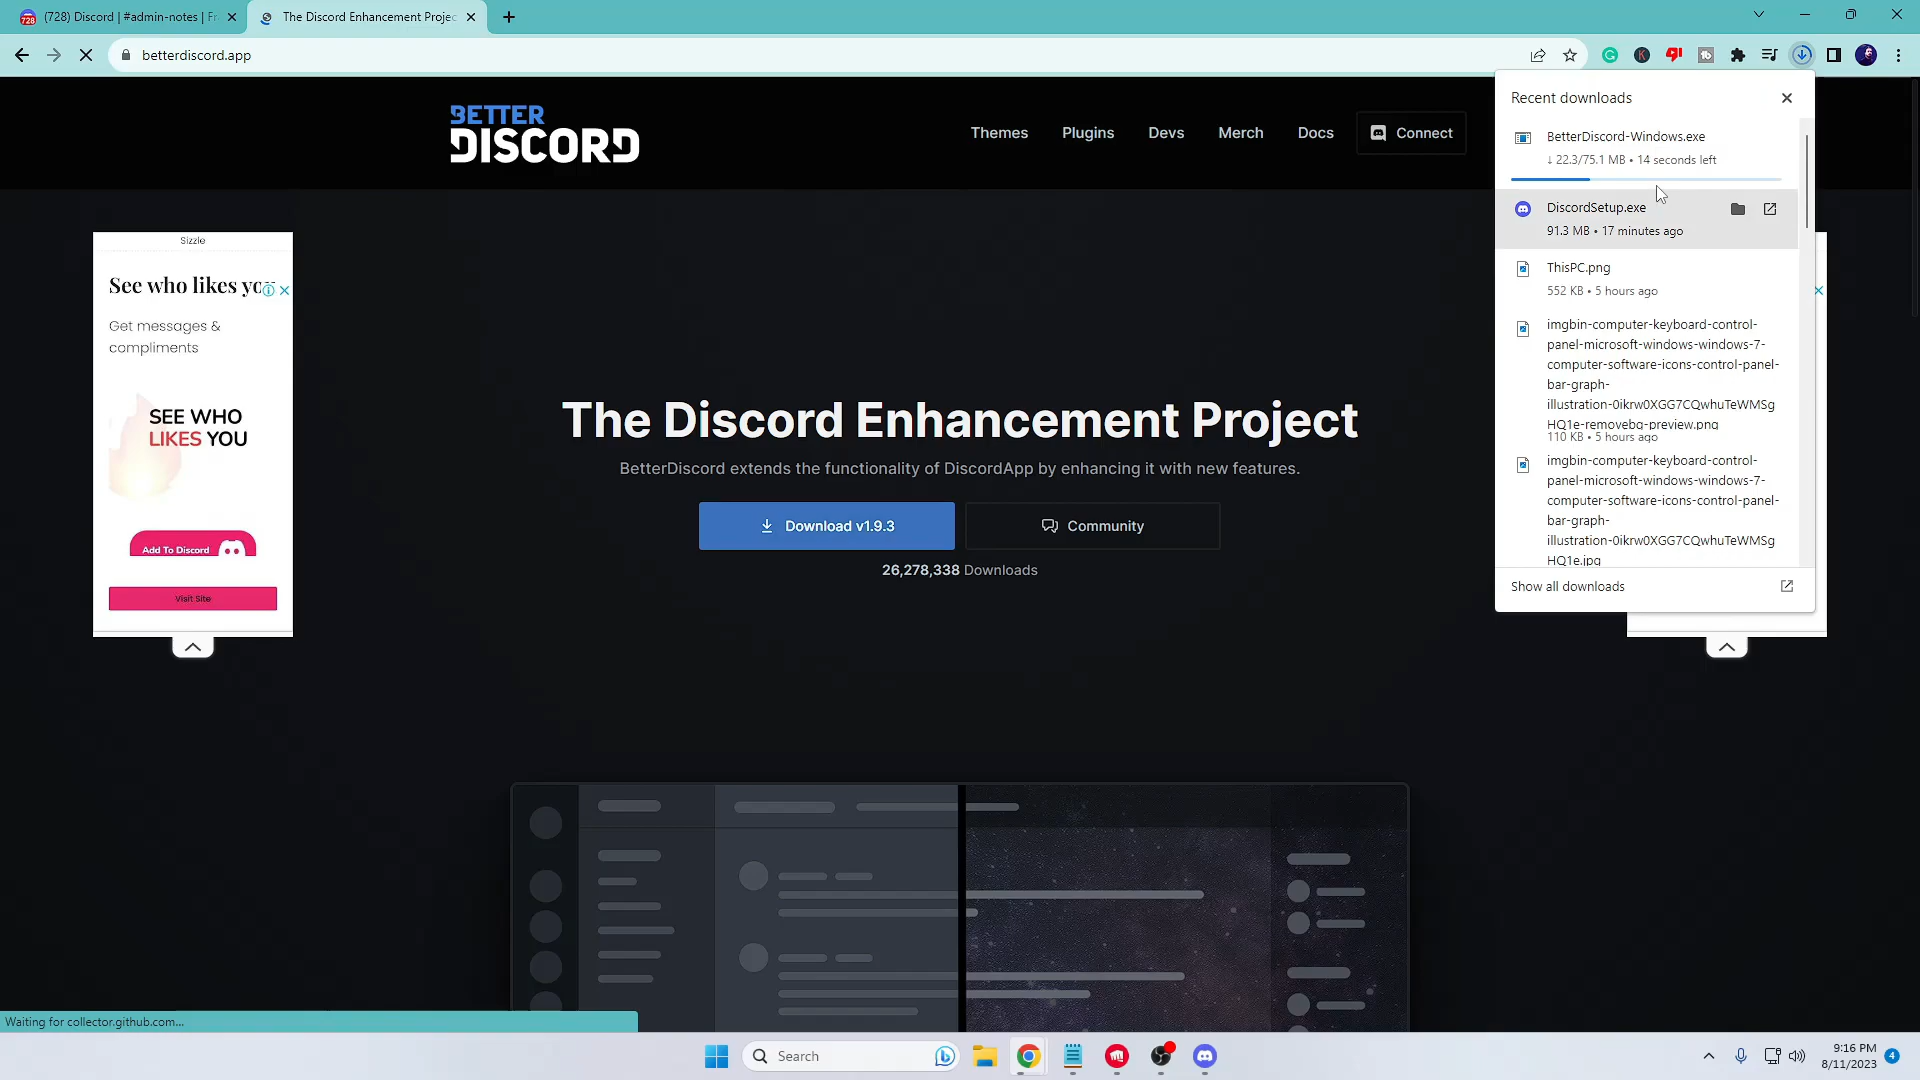 728
(728) Discord | #admin-notes | Fr
The Discord Enhancement Projec
betterdiscord.app
BETTER
DISCORD
Themes
Plugins
Devs
Merch
Docs
Connect
Recent downloads
BetterDiscord-Windows.exe
↓ 22.3/75.1 MB • 14 seconds left
DiscordSetup.exe
91.3 MB • 17 minutes ago
ThisPC.png
552 KB • 5 hours ago
imgbin-computer-keyboard-control-
panel-microsoft-windows-windows-7-
computer-software-icons-control-panel-
bar-graph-
illustration-0ikrw0XGG7CQwhuTeWMSg
HQ1e-removebg-preview.png
110 KB • 5 hours ago
imgbin-computer-keyboard-control-
panel-microsoft-windows-windows-7-
computer-software-icons-control-panel-
bar-graph-
illustration-0ikrw0XGG7CQwhuTeWMSg
HQ1e.jpg
Show all downloads
Sizzle
See who likes yo
Get messages &
compliments
SEE WHO
LIKES YOU
Add To Discord
Visit Site
The Discord Enhancement Project
BetterDiscord extends the functionality of DiscordApp by enhancing it with new features.
Download v1.9.3
Community
26,278,338 Downloads
Waiting for collector.github.com...
Search
9:16 PM
8/11/2023
4